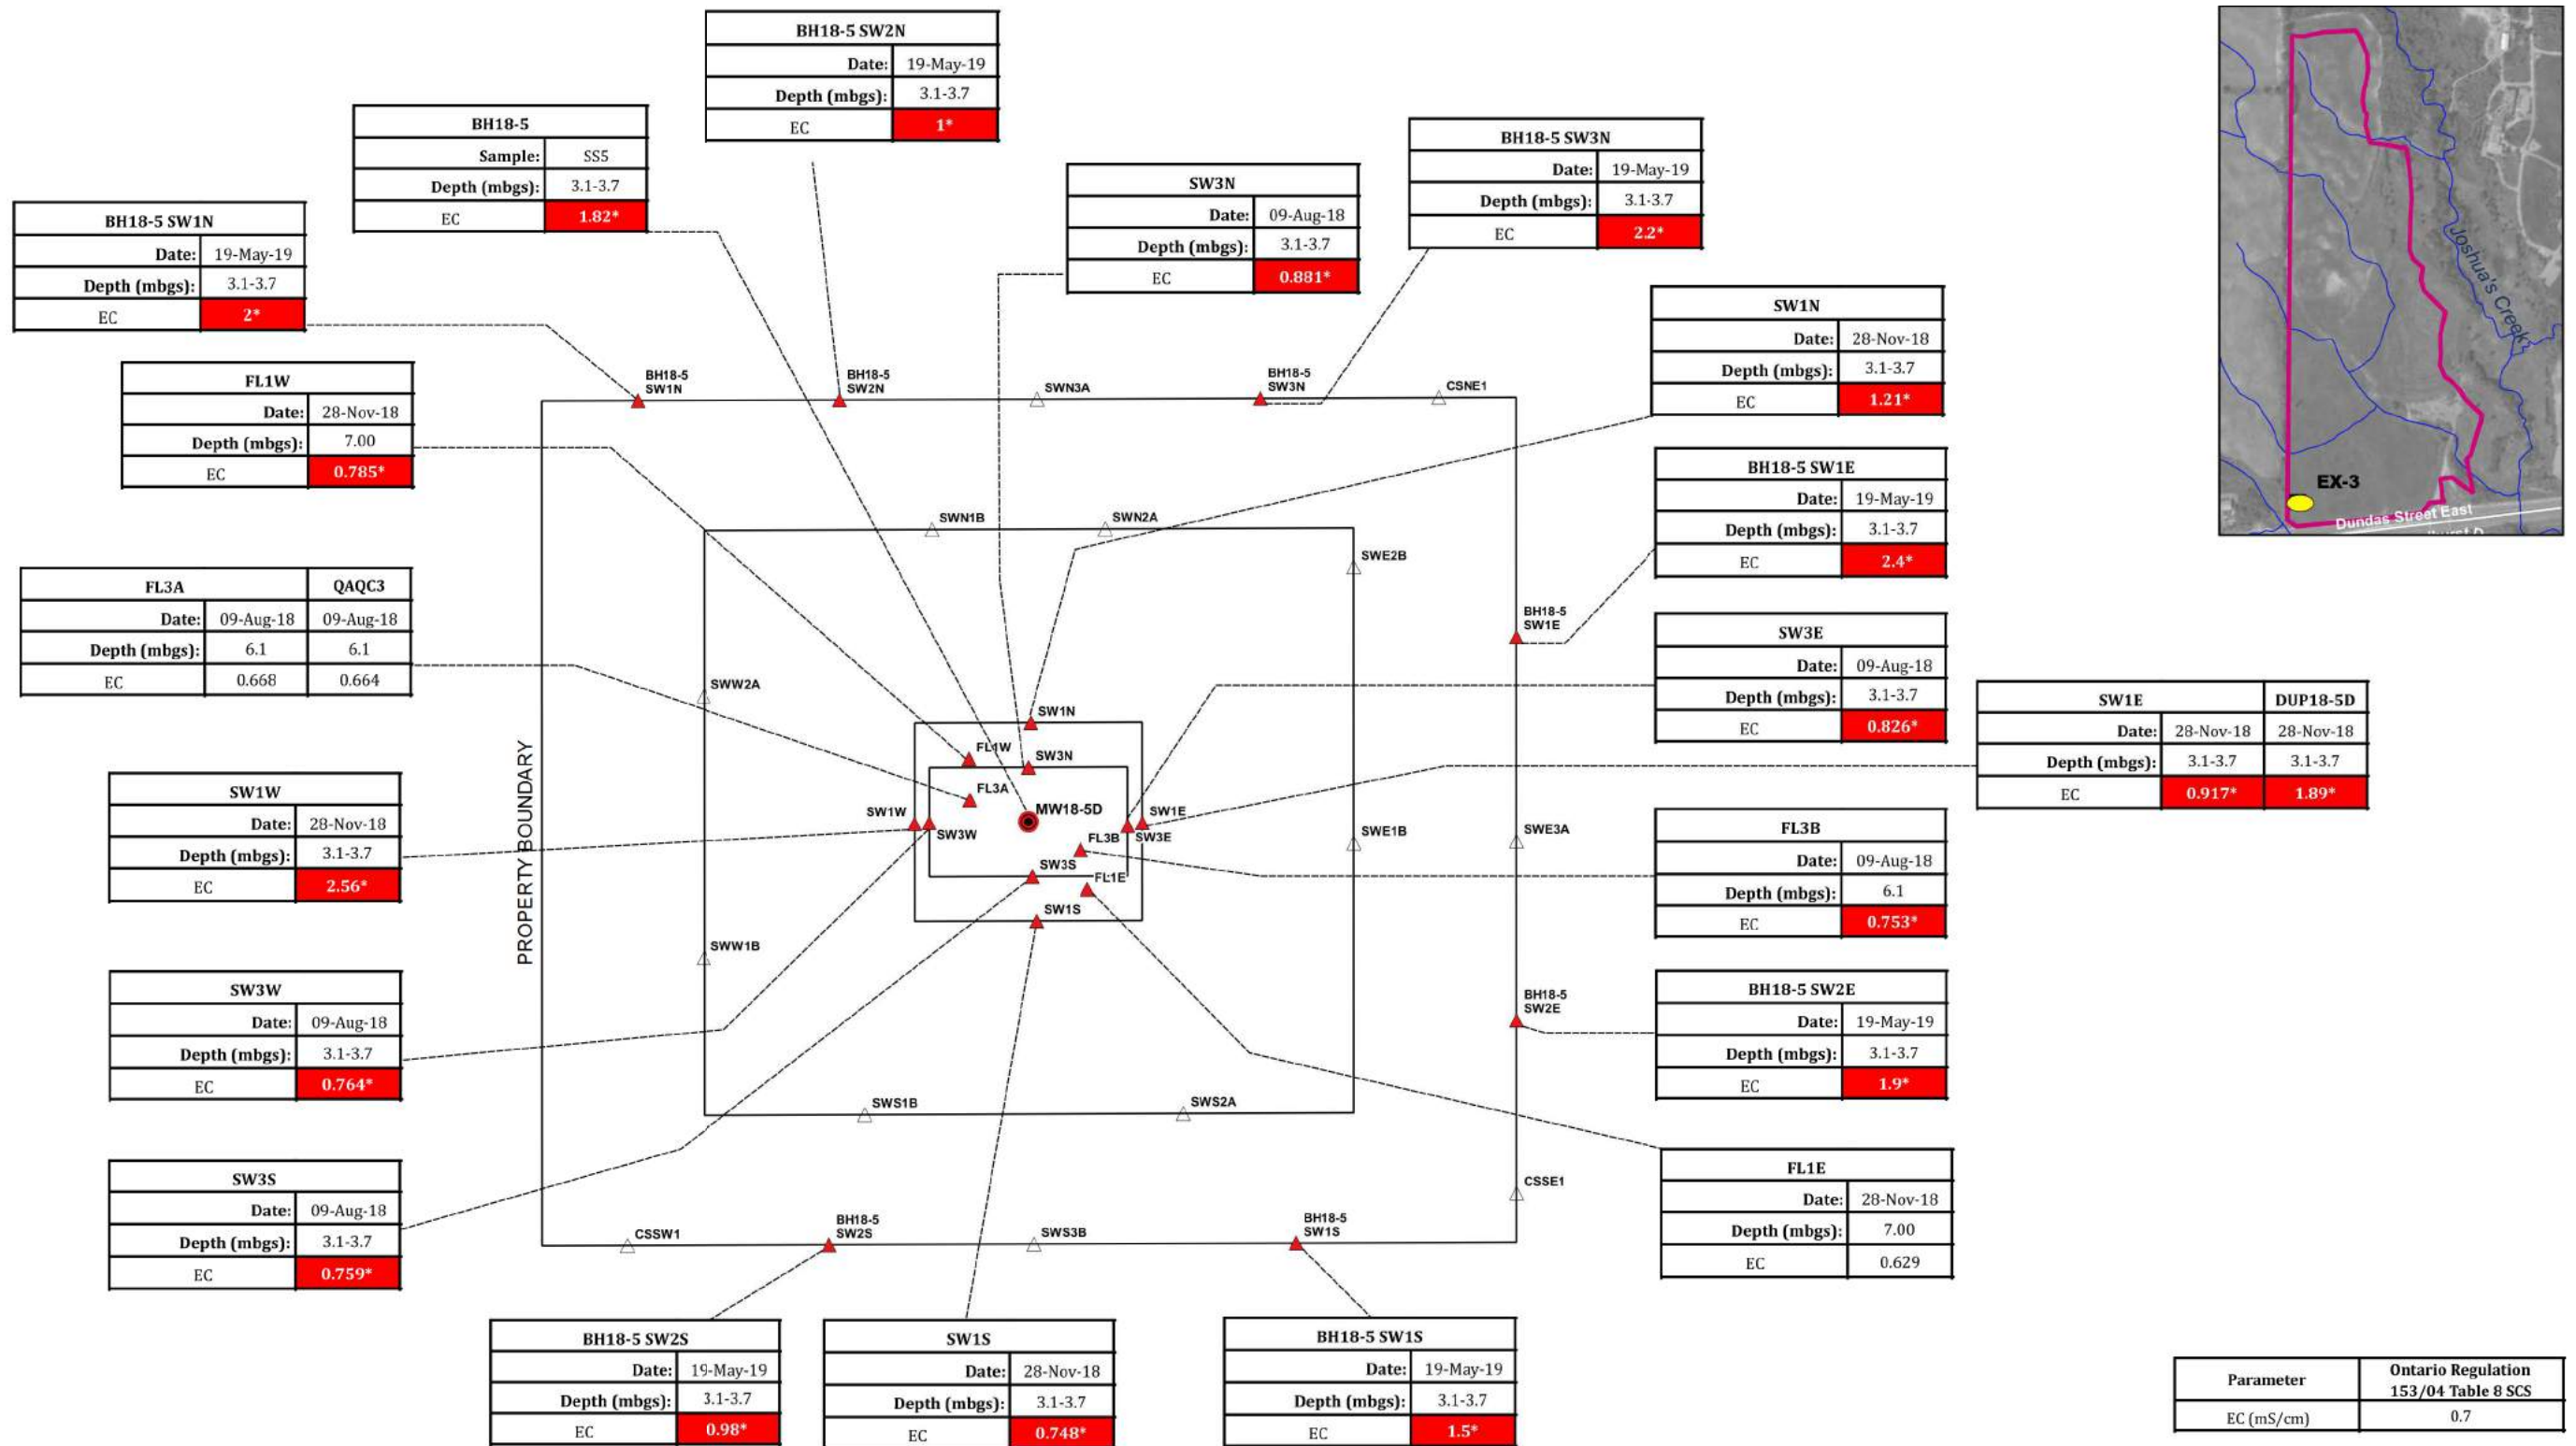 BH18-5 SW2N
Date: 19-May-19
Depth (mbgs): 3.1-3.7
EC 1*
BH18-5
Sample: SS5
Depth (mbgs): 3.1-3.7
EC 1.82*
BH18-5 SW3N
Date: 19-May-19
Depth (mbgs): 3.1-3.7
EC 2.2*
SW3N
Date: 09-Aug-18
Depth (mbgs): 3.1-3.7
EC 0.881*
BH18-5 SW1N
Date: 19-May-19
Depth (mbgs): 3.1-3.7
EC 2*
SW1N
Date: 28-Nov-18
Depth (mbgs): 3.1-3.7
EC 1.21*
FL1W
Date: 28-Nov-18
Depth (mbgs): 7.00
EC 0.785*
BH18-5 SW1E
Date: 19-May-19
Depth (mbgs): 3.1-3.7
EC 2.4*
FL3A QAQC3
Date: 09-Aug-18 09-Aug-18
Depth (mbgs): 6.1 6.1
EC 0.668 0.664
SW3E
Date: 09-Aug-18
Depth (mbgs): 3.1-3.7
EC 0.826*
SW1E DUP18-5D
Date: 28-Nov-18 28-Nov-18
Depth (mbgs): 3.1-3.7 3.1-3.7
EC 0.917* 1.89*
SW1W
Date: 28-Nov-18
Depth (mbgs): 3.1-3.7
EC 2.56*
FL3B
Date: 09-Aug-18
Depth (mbgs): 6.1
EC 0.753*
SW3W
Date: 09-Aug-18
Depth (mbgs): 3.1-3.7
EC 0.764*
BH18-5 SW2E
Date: 19-May-19
Depth (mbgs): 3.1-3.7
EC 1.9*
SW3S
Date: 09-Aug-18
Depth (mbgs): 3.1-3.7
EC 0.759*
FL1E
Date: 28-Nov-18
Depth (mbgs): 7.00
EC 0.629
BH18-5 SW2S
Date: 19-May-19
Depth (mbgs): 3.1-3.7
EC 0.98*
SW1S
Date: 28-Nov-18
Depth (mbgs): 3.1-3.7
EC 0.748*
BH18-5 SW1S
Date: 19-May-19
Depth (mbgs): 3.1-3.7
EC 1.5*
BH18-5
SW1N
BH18-5
SW2N
SWN3A
BH18-5
SW3N
CSNE1
SWN1B
SWN2A
SWE2B
BH18-5
SW1E
SWW2A
SW1N
FL1W
SW3N
FL3A
MW18-5D
SW1W
SW3W
SW1E
SW3E
FL3B
SW3S
FL1E
SW1S
SWE1B
SWE3A
SWW1B
BH18-5
SW2E
SWS1B
SWS2A
CSSE1
CSSW1
BH18-5
SW2S
SWS3B
BH18-5
SW1S
PROPERTY BOUNDARY
Joshua's Creek
EX-3
Dundas Street East
Parameter Ontario Regulation
153/04 Table 8 SCS
EC (mS/cm) 0.7